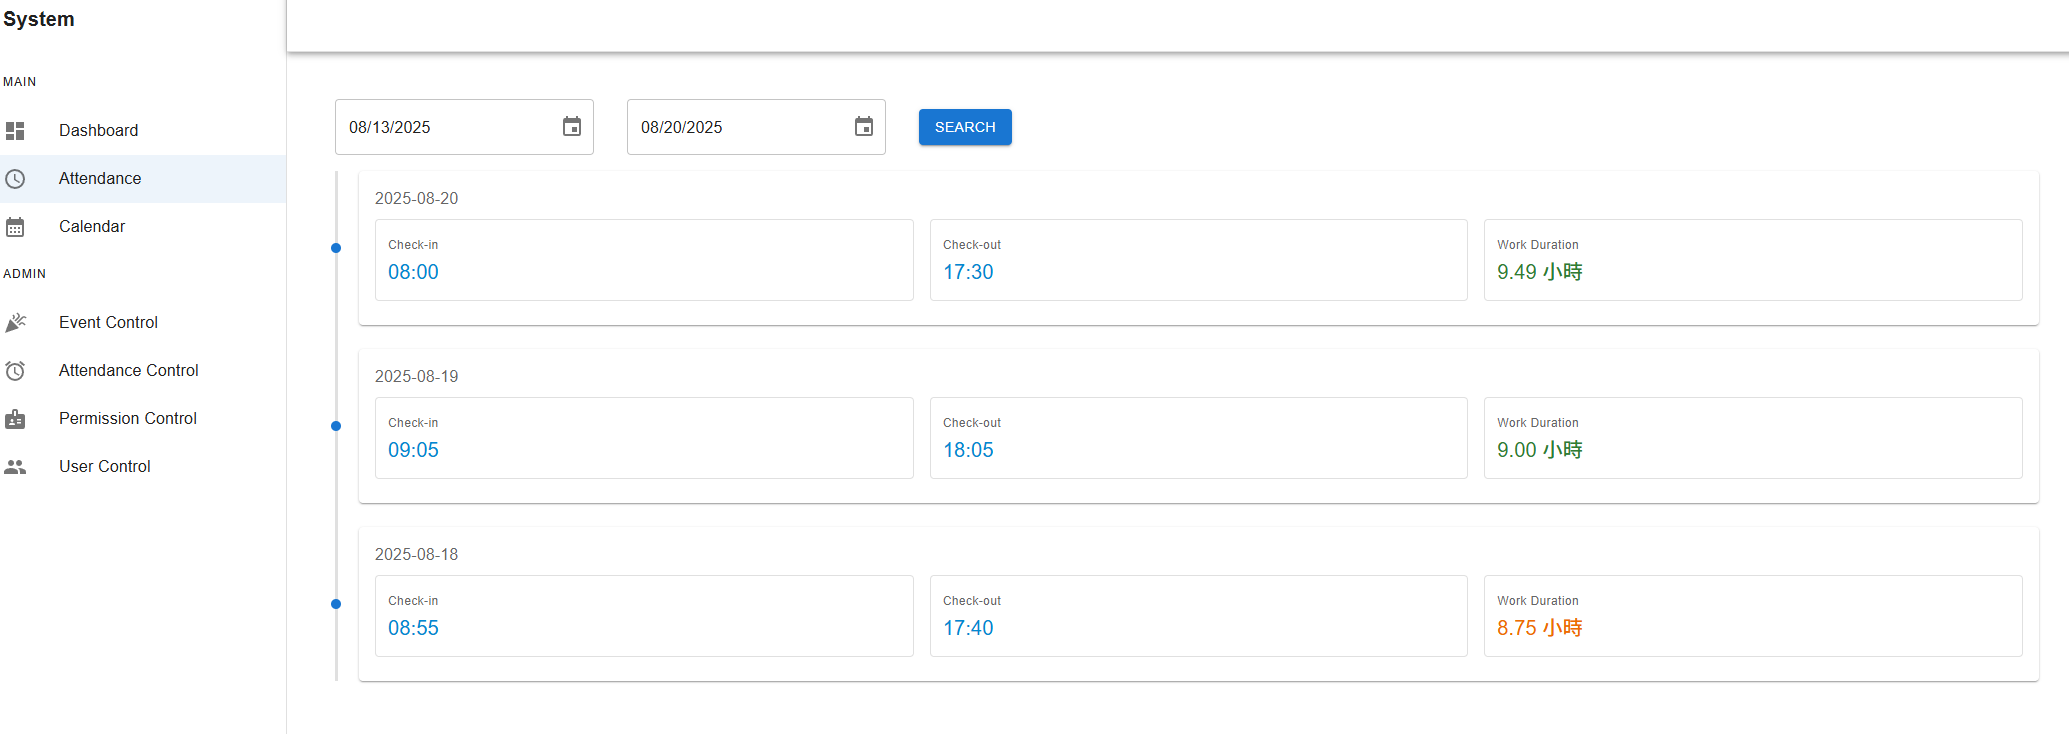 System
MAIN
Dashboard
Attendance
Calendar
ADMIN
Event Control
Attendance Control
Permission Control
User Control
08/13/2025
08/20/2025
SEARCH
2025-08-20
Check-in
08:00
Check-out
17:30
Work Duration
9.49 小時
2025-08-19
Check-in
09:05
Check-out
18:05
Work Duration
9.00 小時
2025-08-18
Check-in
08:55
Check-out
17:40
Work Duration
8.75 小時